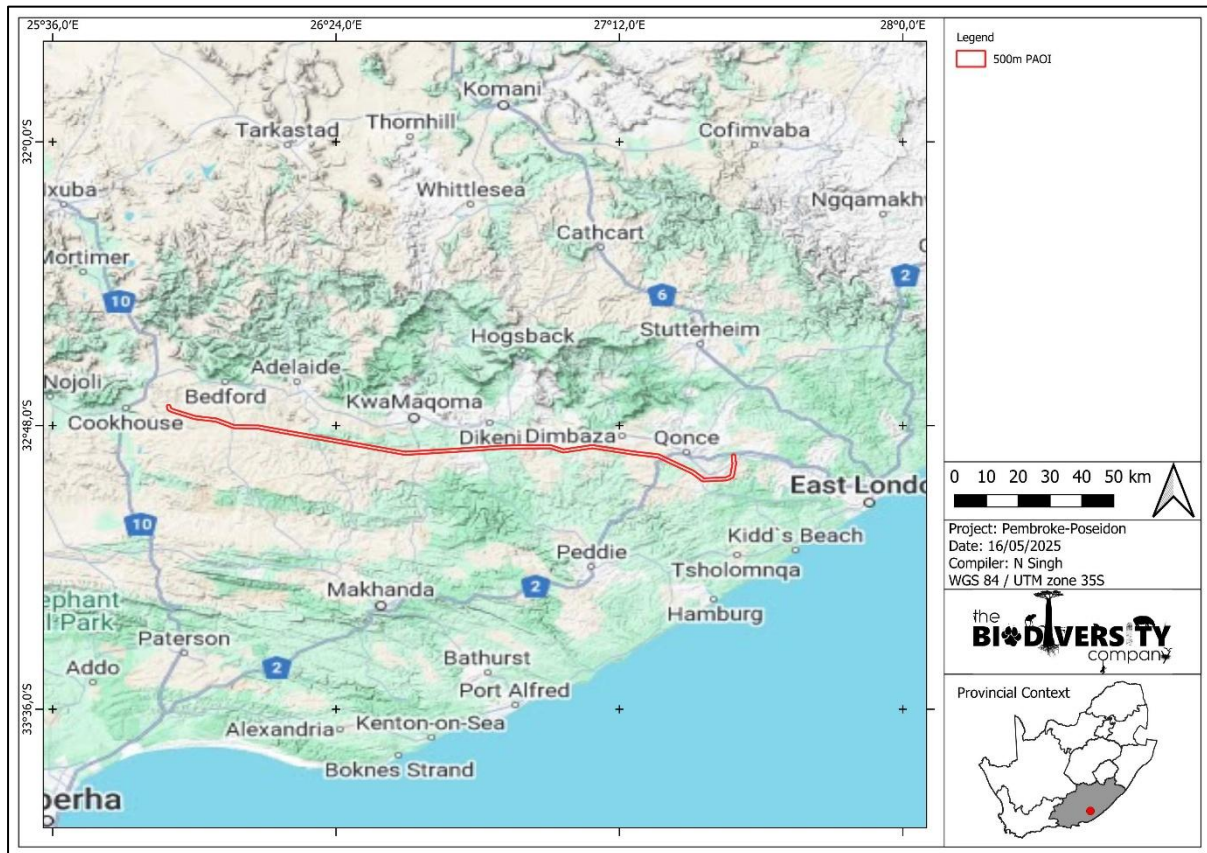 25°36,0'E
26°24,0'E
27°12,0'E
28°0,0'E
32°0,0'S
32°48,0'S
33°36,0'S
Komani
Tarkastad
Thornhill
Cofimvaba
Whittlesea
Ngqamakhw
Cathcart
Mortimer
10
6
2
Stutterheim
Hogsback
Nojoli
Adelaide
Bedford
KwaMaqoma
Cookhouse
Dikeni
Dimbaza
Qonce
East Londo
10
Peddie
Kidd`s Beach
Tsholomnqa
2
Makhanda
Hamburg
ephant
l Park
Paterson
2
Addo
Bathurst
Port Alfred
Alexandria
Kenton-on-Sea
Boknes Strand
berha
Legend
500m PAOI
0 10 20 30 40 50 km
Project: Pembroke-Poseidon
Date: 16/05/2025
Compiler: N Singh
WGS 84 / UTM zone 35S
the
BIODIVERSITY
company
Provincial Context